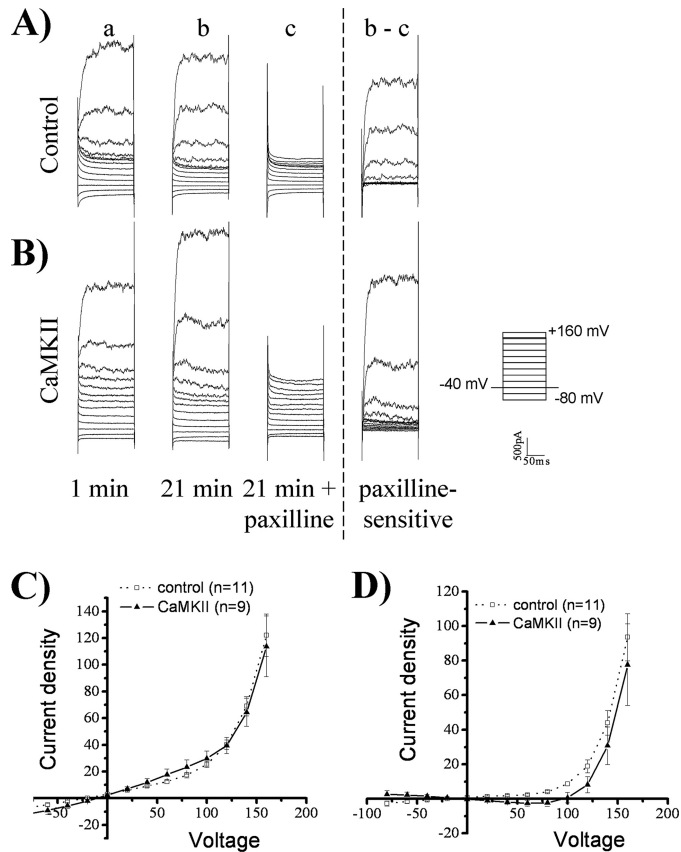 A)
a b c b - c
Control
B)
CaMKII
+160 mV
-40 mV
-80 mV
500pA
50ms
1 min 21 min 21 min + paxilline-
paxilline sensitive
C)
control (n=11)
CaMKII (n=9)
Current density
140
120
100
80
60
40
20
-20
0 50 100 150 200
Voltage
D)
control (n=11)
CaMKII (n=9)
Current density
120
100
80
60
40
20
0
-20
-100 -50 0 50 100 150 200
Voltage